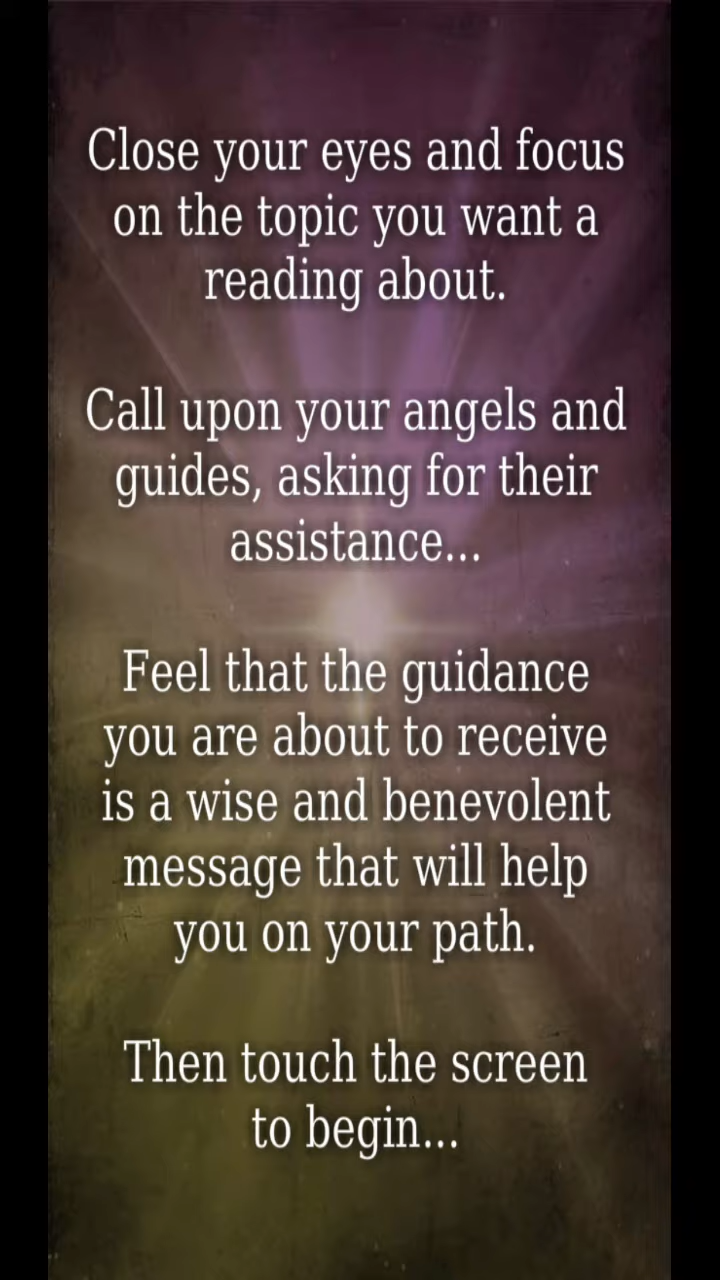 Close your eyes and focus
on the topic you want a
reading about.
Call upon your angels and
guides, asking for their
assistance...
Feel that the guidance
you are about to receive
is a wise and benevolent
message that will help
you on your path.
Then touch the screen
to begin...